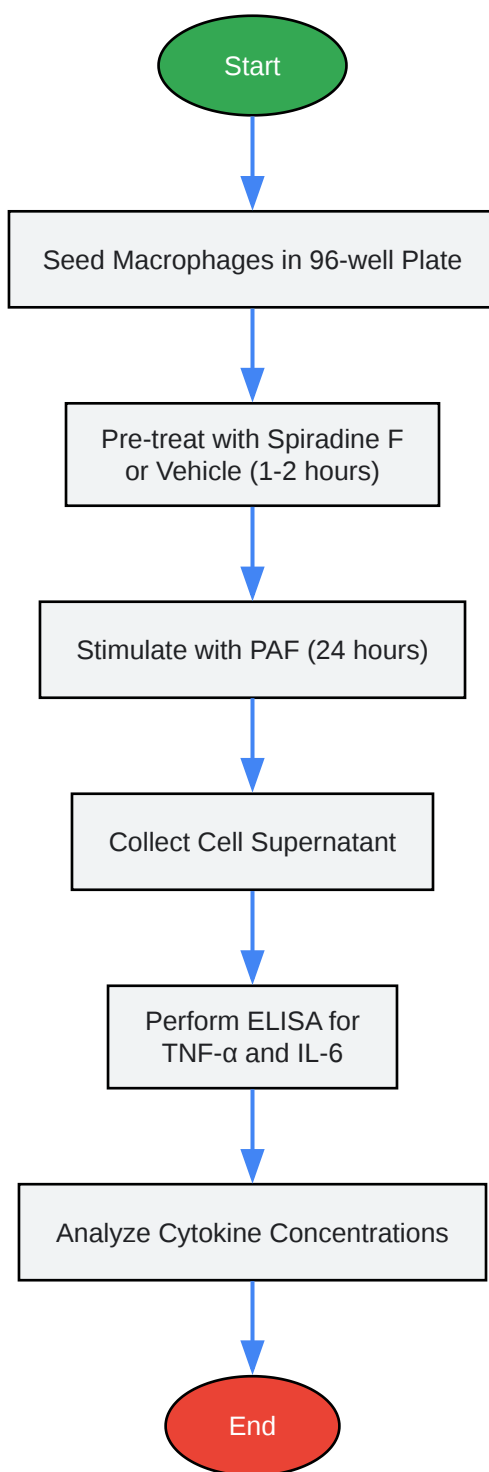 Start
Seed Macrophages in 96-well Plate
Pre-treat with Spiradine F
or Vehicle (1-2 hours)
Stimulate with PAF (24 hours)
Collect Cell Supernatant
Perform ELISA for
TNF-α and IL-6
Analyze Cytokine Concentrations
End